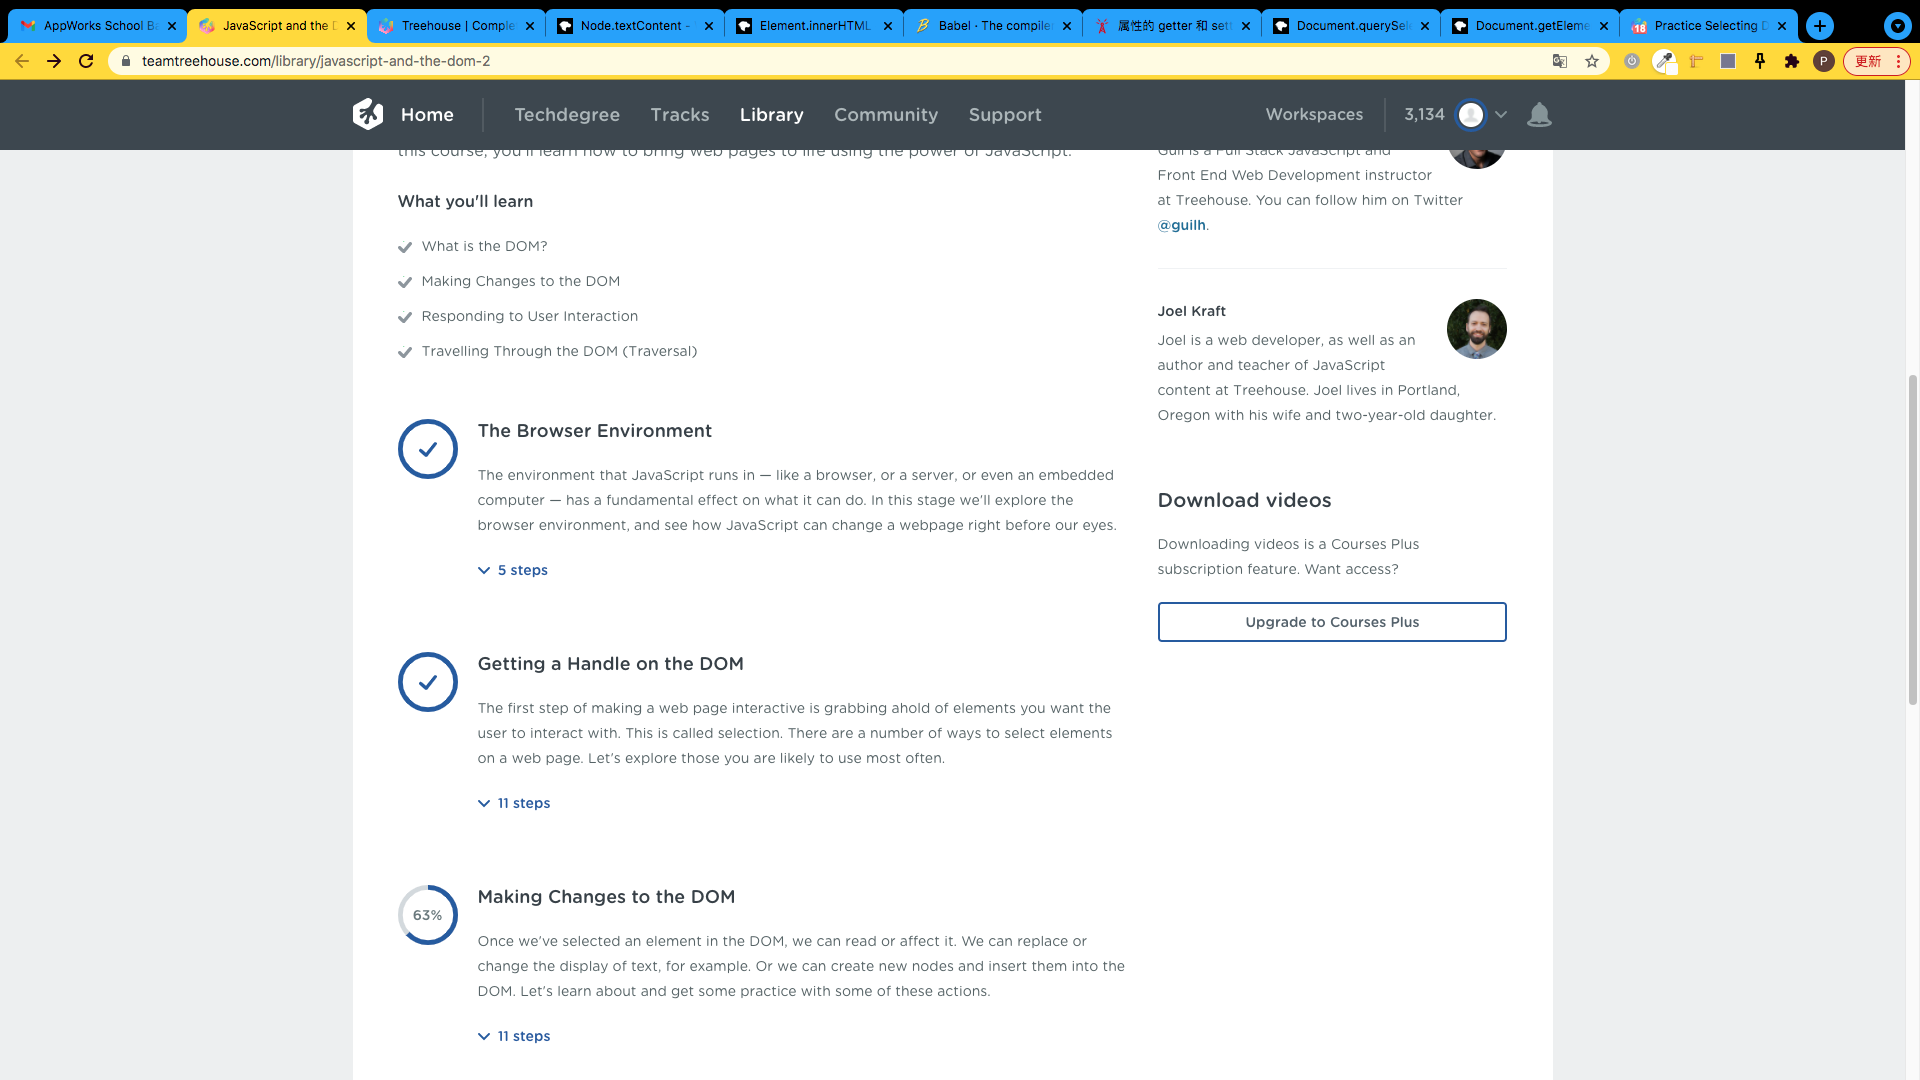 AppWorks School Ba
JavaScript and the D
Treehouse | Comple
Node.textContent -
Element.innerHTML
Babel · The compiler
属性的 getter 和 sett
Document.querySele
Document.getEleme
Practice Selecting D
teamtreehouse.com/library/javascript-and-the-dom-2
P
更新
Home
Techdegree
Tracks
Library
Community
Support
Workspaces
3,134
this course, you'll learn how to bring web pages to life using the power of JavaScript.
What you'll learn
What is the DOM?
Making Changes to the DOM
Responding to User Interaction
Travelling Through the DOM (Traversal)
The Browser Environment
The environment that JavaScript runs in — like a browser, or a server, or even an embedded
computer — has a fundamental effect on what it can do. In this stage we'll explore the
browser environment, and see how JavaScript can change a webpage right before our eyes.
5 steps
Getting a Handle on the DOM
The first step of making a web page interactive is grabbing ahold of elements you want the
user to interact with. This is called selection. There are a number of ways to select elements
on a web page. Let's explore those you are likely to use most often.
11 steps
63%
Making Changes to the DOM
Once we've selected an element in the DOM, we can read or affect it. We can replace or
change the display of text, for example. Or we can create new nodes and insert them into the
DOM. Let's learn about and get some practice with some of these actions.
11 steps
Guil is a Full Stack JavaScript and
Front End Web Development instructor
at Treehouse. You can follow him on Twitter
@guilh.
Joel Kraft
Joel is a web developer, as well as an
author and teacher of JavaScript
content at Treehouse. Joel lives in Portland,
Oregon with his wife and two-year-old daughter.
Download videos
Downloading videos is a Courses Plus
subscription feature. Want access?
Upgrade to Courses Plus